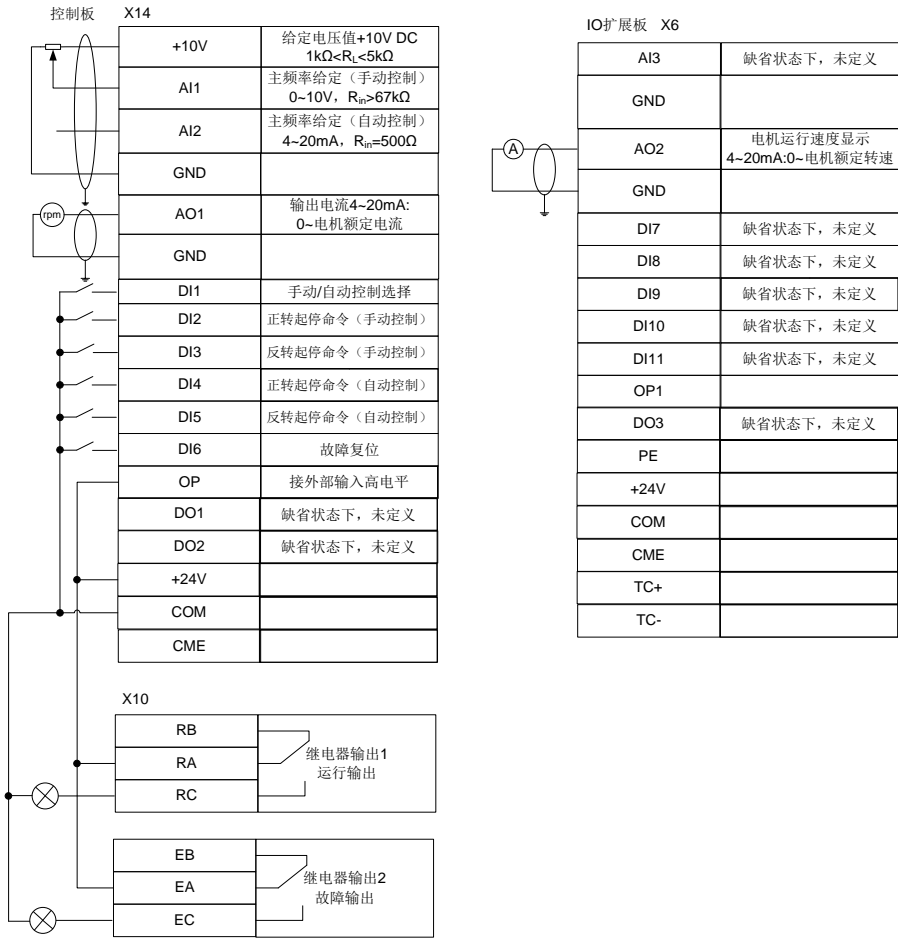 控制板 X14
+10V 给定电压值+10V DC
1kΩ<RL<5kΩ
AI1 主频率给定（手动控制）
0~10V，Rin>67kΩ
AI2 主频率给定（自动控制）
4~20mA，Rin=500Ω
GND
rpm
AO1 输出电流4~20mA:
0~电机额定电流
GND
DI1 手动/自动控制选择
DI2 正转起停命令（手动控制）
DI3 反转起停命令（手动控制）
DI4 正转起停命令（自动控制）
DI5 反转起停命令（自动控制）
DI6 故障复位
OP 接外部输入高电平
DO1 缺省状态下，未定义
DO2 缺省状态下，未定义
+24V
COM
CME
X10
RB
RA
RC
继电器输出1
运行输出
EB
EA
EC
继电器输出2
故障输出
IO扩展板 X6
AI3 缺省状态下，未定义
GND
A
AO2 电机运行速度显示
4~20mA:0~电机额定转速
GND
DI7 缺省状态下，未定义
DI8 缺省状态下，未定义
DI9 缺省状态下，未定义
DI10 缺省状态下，未定义
DI11 缺省状态下，未定义
OP1
DO3 缺省状态下，未定义
PE
+24V
COM
CME
TC+
TC-